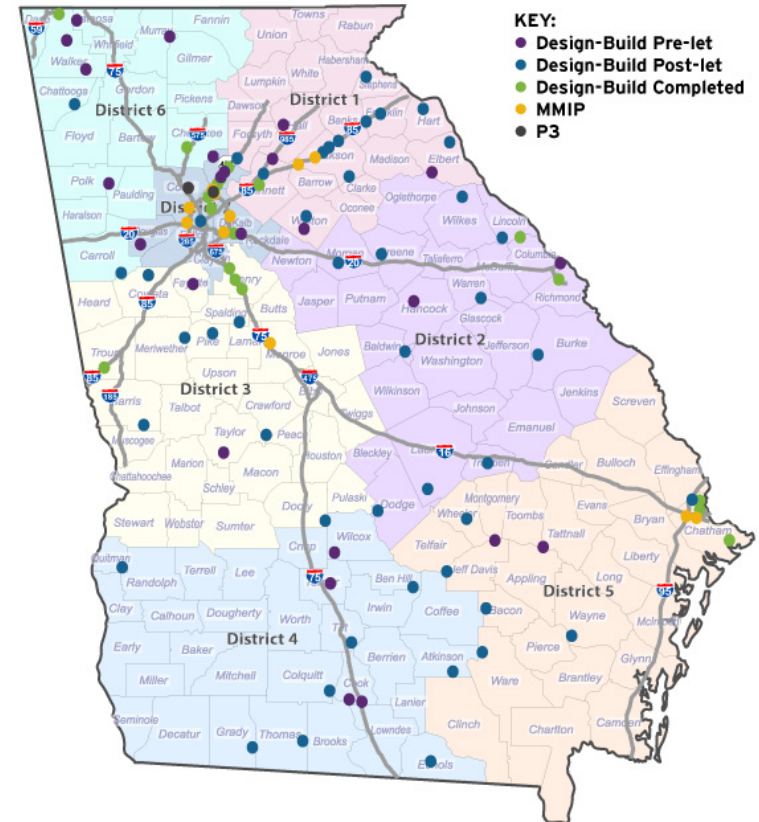 KEY:
Design-Build Pre-let
Design-Build Post-let
Design-Build Completed
MMIP
P3
Towns
Fannin
Rabun
Union
Murray
Whitfield
Walker
Gilmer
Habersham
Stephens
White
Lumpkin
75
Chattooga
Gordon
Pickens
Dawson
District 1
District 6
Banks
Hart
Floyd
Bartow
575
Forsyth
985
85
Madison
Elbert
Polk
Paulding
85
Barrow
Clarke
Oconee
Oglethorpe
Haralson
Wilkes
Lincoln
20
285
Rockdale
Walton
Columbia
Carroll
675
Newton
Morgan
20
Greene
Taliaferro
McDuffie
Warren
Richmond
Heard
Coweta
85
Jasper
Putnam
Hancock
Spalding
Butts
Glascock
Meriwether
Pike
Lamar
75
Monroe
Jones
Baldwin
District 2
Jefferson
Burke
Washington
Troup
85
Upson
475
Bibb
185
Harris
District 3
Wilkinson
Jenkins
Screven
Talbot
Crawford
Twiggs
Johnson
Muscogee
Taylor
Peach
Emanuel
Houston
Bleckley
16
Chattahoochee
Marion
Macon
Treutlen
Candler
Bulloch
Effingham
Schley
Dooly
Pulaski
Dodge
Montgomery
Stewart
Webster
Sumter
Wheeler
Toombs
Evans
Bryan
Chatham
Wilcox
Tattnall
Crisp
Telfair
Quitman
Terrell
Lee
75
Ben Hill
Jeff Davis
Liberty
Randolph
Appling
Long
District 5
95
Clay
Calhoun
Dougherty
Worth
Irwin
Coffee
Bacon
Wayne
McIntosh
Tift
Early
Baker
District 4
Berrien
Atkinson
Pierce
Glynn
Miller
Mitchell
Colquitt
Cook
Ware
Brantley
Lanier
Seminole
Decatur
Grady
Thomas
Brooks
Lowndes
Clinch
Charlton
Camden
Echols